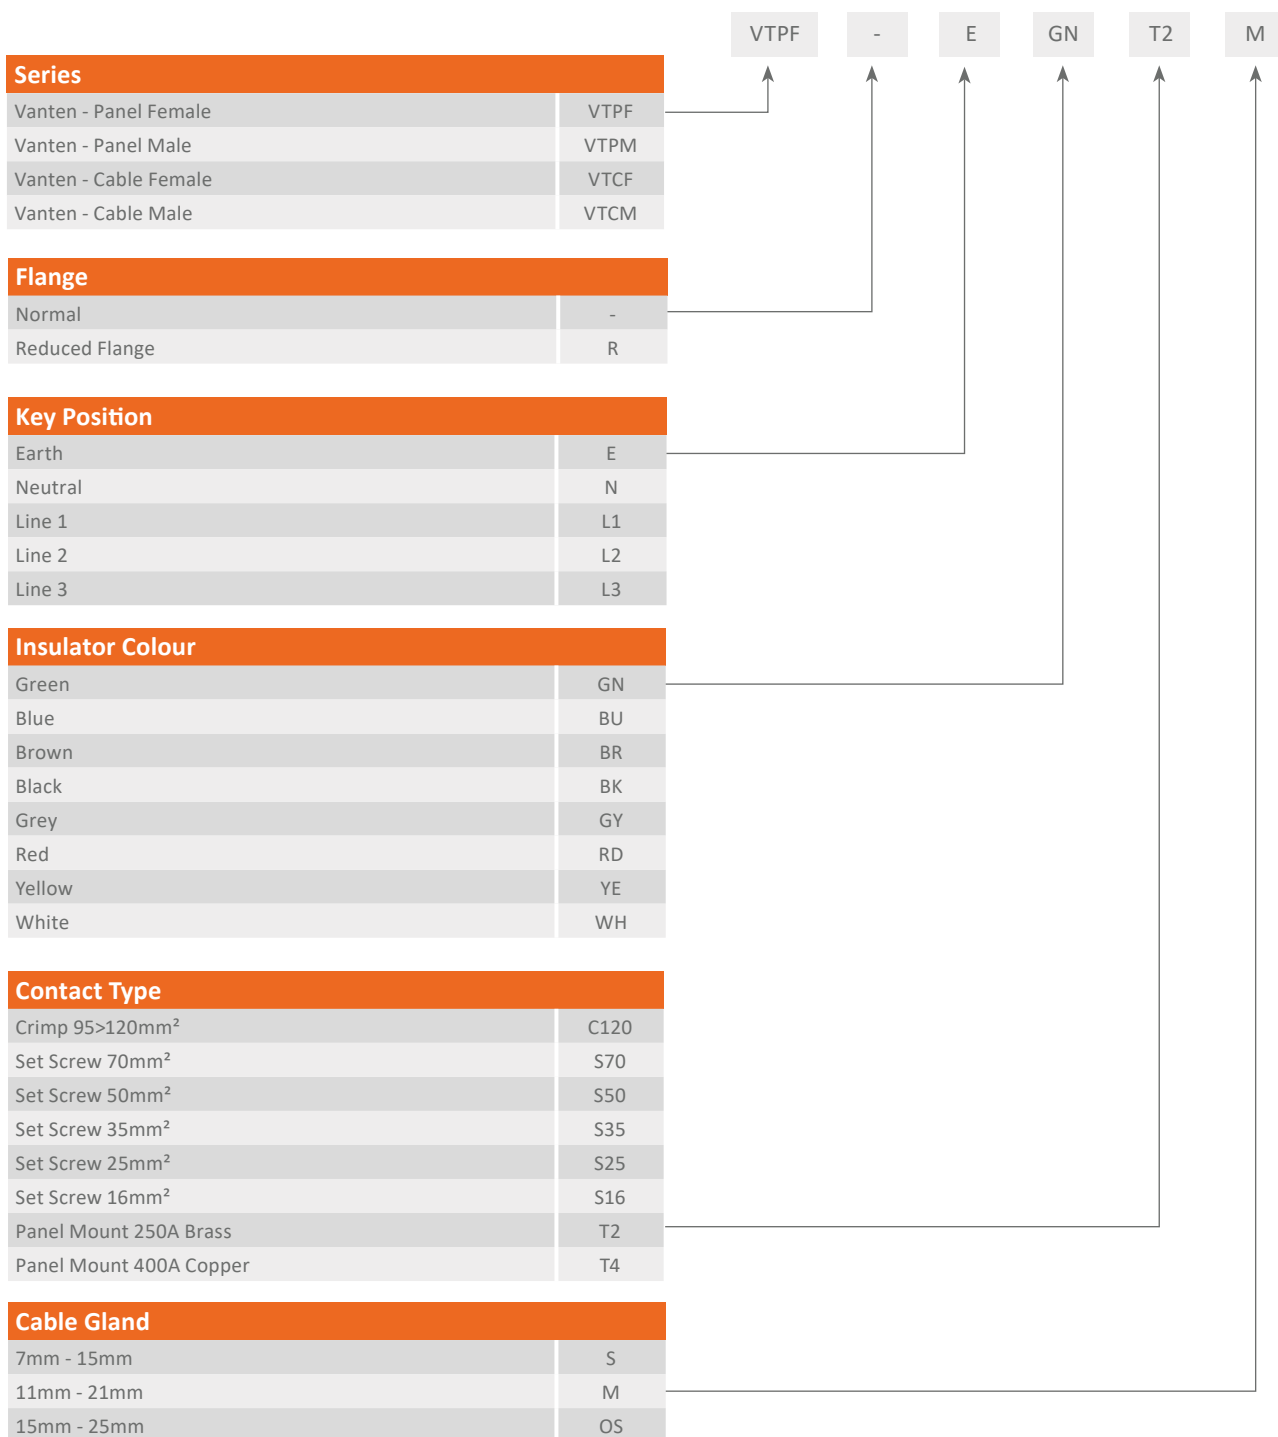 VTPF - E GN T2 M
Series
Vanten - Panel Female VTPF
Vanten - Panel Male VTPM
Vanten - Cable Female VTCF
Vanten - Cable Male VTCM
Flange
Normal -
Reduced Flange R
Key Position
Earth E
Neutral N
Line 1 L1
Line 2 L2
Line 3 L3
Insulator Colour
Green GN
Blue BU
Brown BR
Black BK
Grey GY
Red RD
Yellow YE
White WH
Contact Type
Crimp 95>120mm² C120
Set Screw 70mm² S70
Set Screw 50mm² S50
Set Screw 35mm² S35
Set Screw 25mm² S25
Set Screw 16mm² S16
Panel Mount 250A Brass T2
Panel Mount 400A Copper T4
Cable Gland
7mm - 15mm S
11mm - 21mm M
15mm - 25mm OS